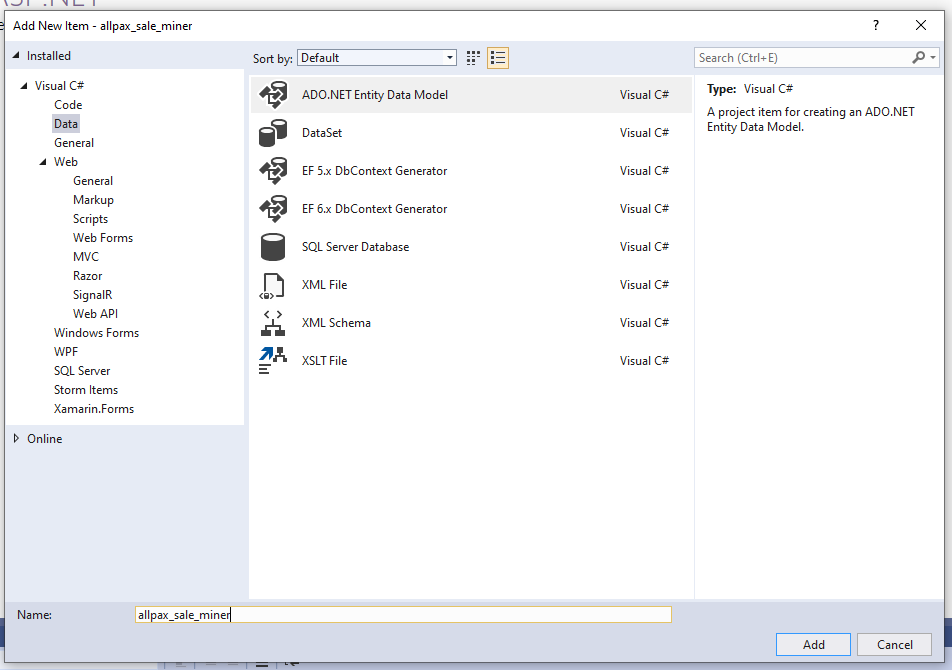 Add New Item - allpax_sale_miner
?
Installed
Sort by: Default
Search (Ctrl+E)
Visual C#
Code
Data
General
Web
General
Markup
Scripts
Web Forms
MVC
Razor
SignalR
Web API
Windows Forms
WPF
SQL Server
Storm Items
Xamarin.Forms
Online
ADO.NET Entity Data Model Visual C#
DataSet Visual C#
EF 5.x DbContext Generator Visual C#
EF 6.x DbContext Generator Visual C#
SQL Server Database Visual C#
XML File Visual C#
XML Schema Visual C#
XSLT File Visual C#
Type: Visual C#
A project item for creating an ADO.NET
Entity Data Model.
Name: allpax_sale_miner
Add Cancel